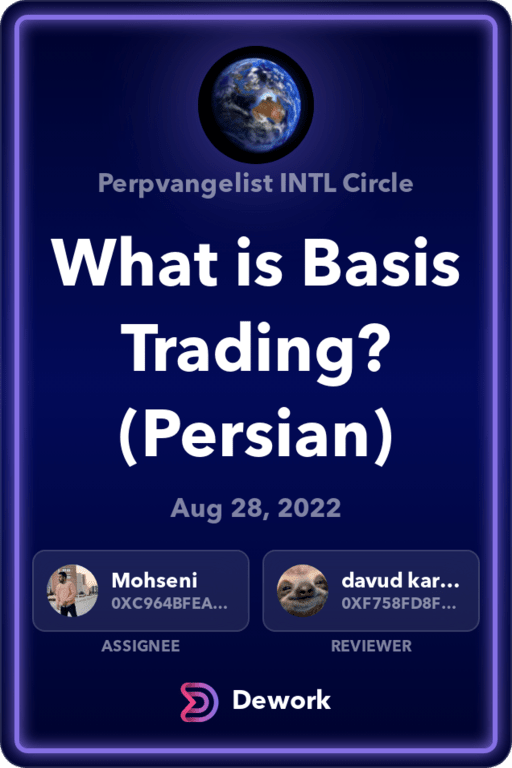 Perpvangelist INTL Circle
What is Basis
Trading?
(Persian)
Aug 28, 2022
Mohseni
0XC964BFEA...
davud kar...
0XF758FD8F...
ASSIGNEE
REVIEWER
Dework